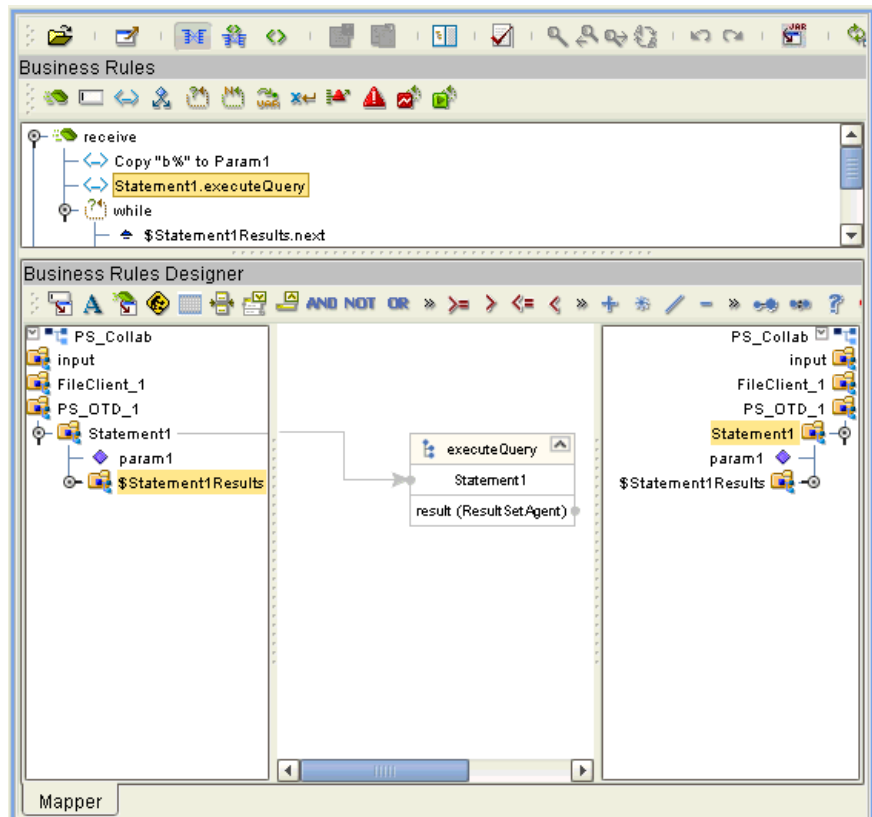 JAR
Business Rules
receive
Copy "b%" to Param1
Statement1.executeQuery
while
$Statement1Results.next
Business Rules Designer
A AND NOT OR » >= > <= < » + / - » ?
PS_Collab
input
FileClient_1
PS_OTD_1
Statement1
param1
$Statement1Results
executeQuery
Statement1
result (ResultSetAgent)
PS_Collab
input
FileClient_1
PS_OTD_1
Statement1
param1
$Statement1Results
Mapper